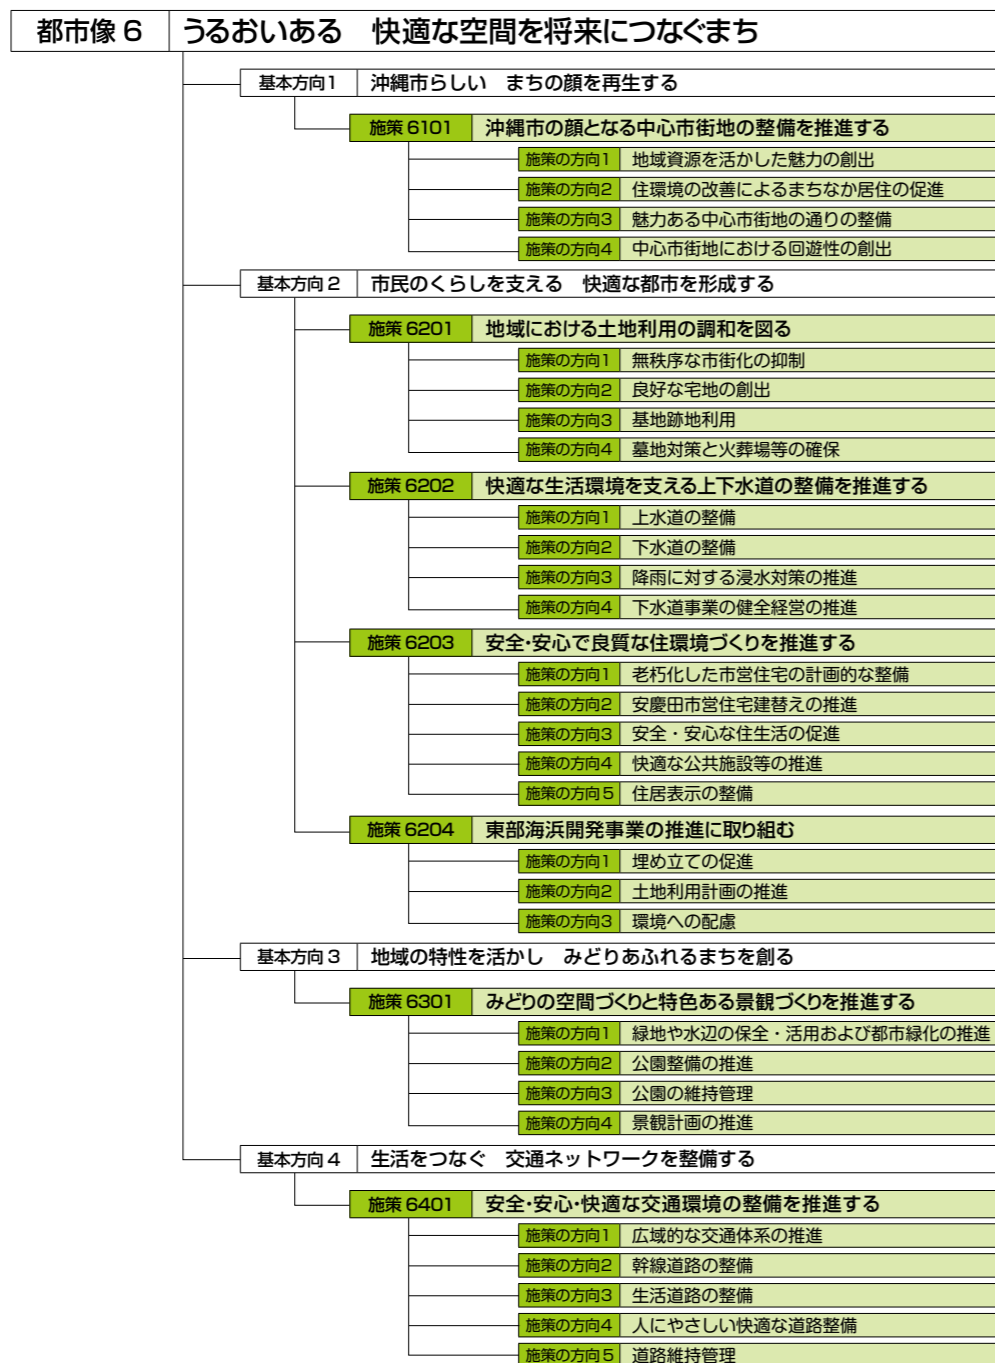 都市像 6 うるおいある 快適な空間を将来につなぐまち
基本方向1 沖縄市らしい まちの顔を再生する
施策 6101 沖縄市の顔となる中心市街地の整備を推進する
施策の方向1 地域資源を活かした魅力の創出
施策の方向2 住環境の改善によるまちなか居住の促進
施策の方向3 魅力ある中心市街地の通りの整備
施策の方向4 中心市街地における回遊性の創出
基本方向 2 市民のくらしを支える 快適な都市を形成する
施策 6201 地域における土地利用の調和を図る
施策の方向1 無秩序な市街化の抑制
施策の方向2 良好な宅地の創出
施策の方向3 基地跡地利用
施策の方向4 墓地対策と火葬場等の確保
施策 6202 快適な生活環境を支える上下水道の整備を推進する
施策の方向1 上水道の整備
施策の方向2 下水道の整備
施策の方向3 降雨に対する浸水対策の推進
施策の方向4 下水道事業の健全経営の推進
施策 6203 安全・安心で良質な住環境づくりを推進する
施策の方向1 老朽化した市営住宅の計画的な整備
施策の方向2 安慶田市営住宅建替えの推進
施策の方向3 安全・安心な住生活の促進
施策の方向4 快適な公共施設等の推進
施策の方向5 住居表示の整備
施策 6204 東部海浜開発事業の推進に取り組む
施策の方向1 埋め立ての促進
施策の方向2 土地利用計画の推進
施策の方向3 環境への配慮
基本方向 3 地域の特性を活かし みどりあふれるまちを創る
施策 6301 みどりの空間づくりと特色ある景観づくりを推進する
施策の方向1 緑地や水辺の保全・活用および都市緑化の推進
施策の方向2 公園整備の推進
施策の方向3 公園の維持管理
施策の方向4 景観計画の推進
基本方向 4 生活をつなぐ 交通ネットワークを整備する
施策 6401 安全・安心・快適な交通環境の整備を推進する
施策の方向1 広域的な交通体系の推進
施策の方向2 幹線道路の整備
施策の方向3 生活道路の整備
施策の方向4 人にやさしい快適な道路整備
施策の方向5 道路維持管理